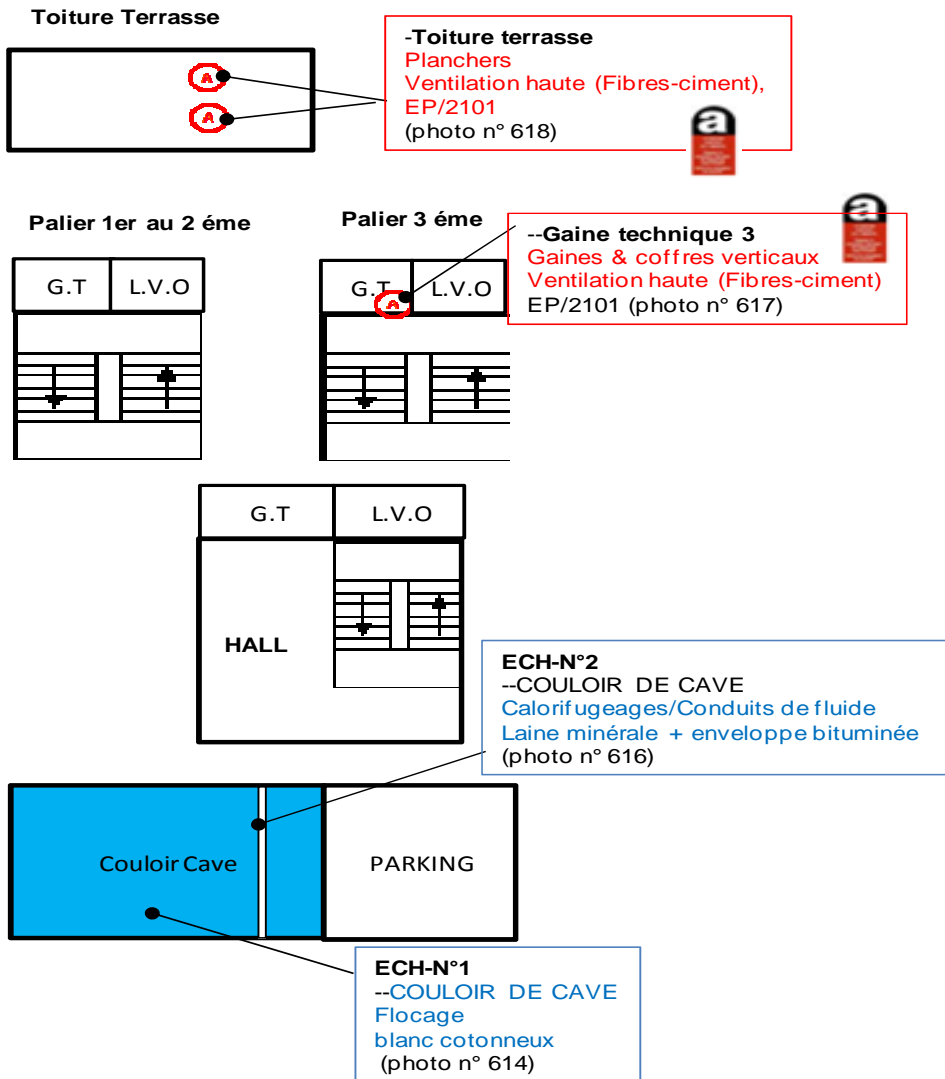 Toiture Terrasse
A
A
-Toiture terrasse
Planchers
Ventilation haute (Fibres-ciment),
EP/2101
(photo n° 618)
a
Palier 1er au 2 éme
G.T
L.V.O
Palier 3 éme
G.T
L.V.O
A
--Gaine technique 3
Gaines & coffres verticaux
Ventilation haute (Fibres-ciment)
EP/2101 (photo n° 617)
a
G.T
L.V.O
HALL
ECH-N°2
--COULOIR DE CAVE
Calorifugeages/Conduits de fluide
Laine minérale + enveloppe bituminée
(photo n° 616)
Couloir Cave
PARKING
ECH-N°1
--COULOIR DE CAVE
Flocage
blanc cotonneux
(photo n° 614)